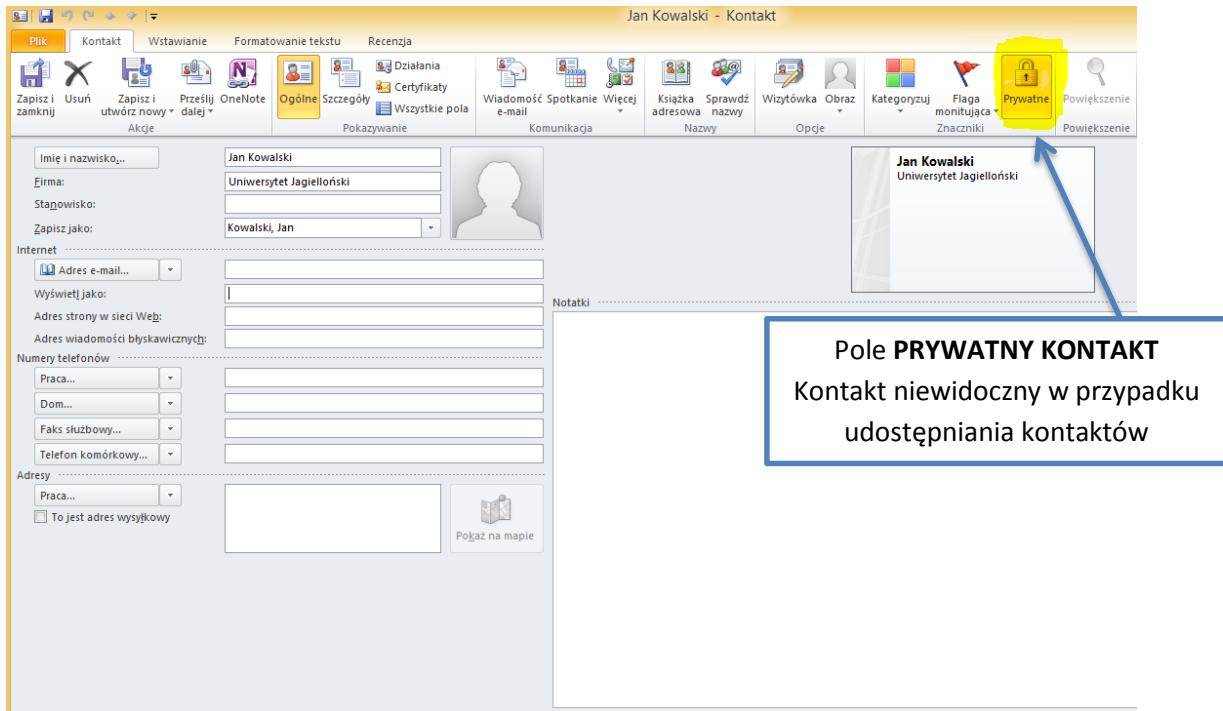 Jan Kowalski - Kontakt
Plik Kontakt Wstawianie Formatowanie tekstu Recenzja
Zapisz i zamknij
Usuń
Zapisz i utwórz nowy
Prześlij dalej
OneNote
Akcje
Ogólne
Szczegóły
Działania
Certyfikaty
Wszystkie pola
Pokazywanie
Wiadomość e-mail
Spotkanie
Więcej
Komunikacja
Książka adresowa
Sprawdź nazwy
Nazwy
Wizytówka
Obraz
Opcje
Kategoryzuj
Flaga monitująca
Prywatne
Znaczniki
Powiększenie
Powiększenie
Imię i nazwisko... Jan Kowalski
Firma: Uniwersytet Jagielloński
Stanowisko:
Zapisz jako: Kowalski, Jan
Internet
Adres e-mail...
Wyświetl jako:
Adres strony w sieci Web:
Adres wiadomości błyskawicznych:
Numery telefonów
Praca...
Dom...
Faks służbowy...
Telefon komórkowy...
Adresy
Praca...
To jest adres wysyłkowy
Pokaż na mapie
Jan Kowalski
Uniwersytet Jagielloński
Notatki
Pole PRYWATNY KONTAKT
Kontakt niewidoczny w przypadku
udostępniania kontaktów